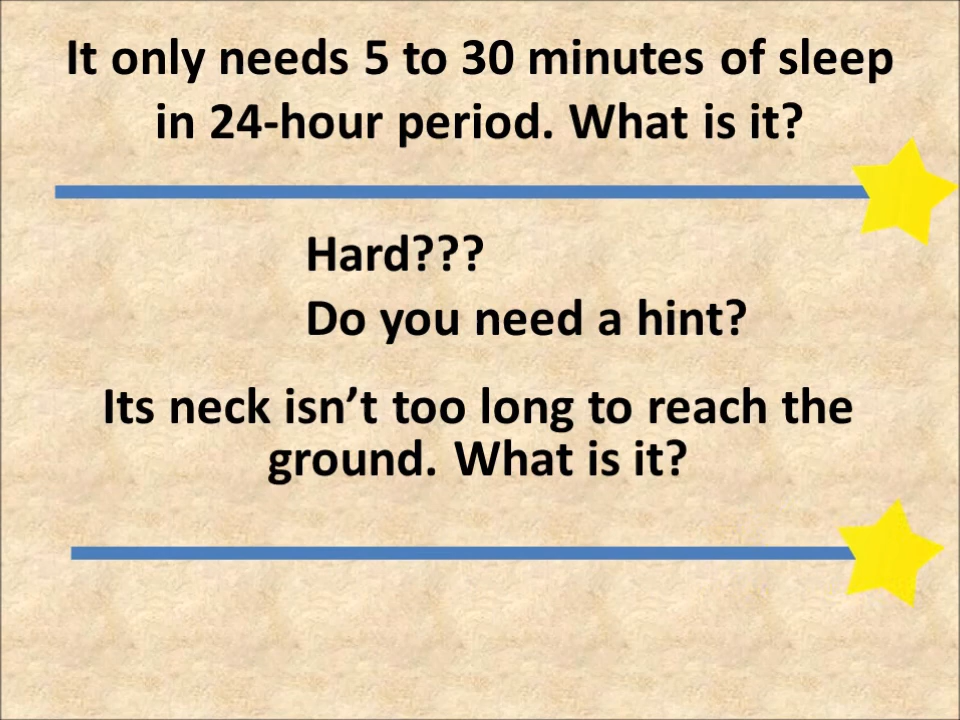 It only needs 5 to 30 minutes of sleep
in 24-hour period. What is it?
Hard???
Do you need a hint?
Its neck isn’t too long to reach the
ground. What is it?